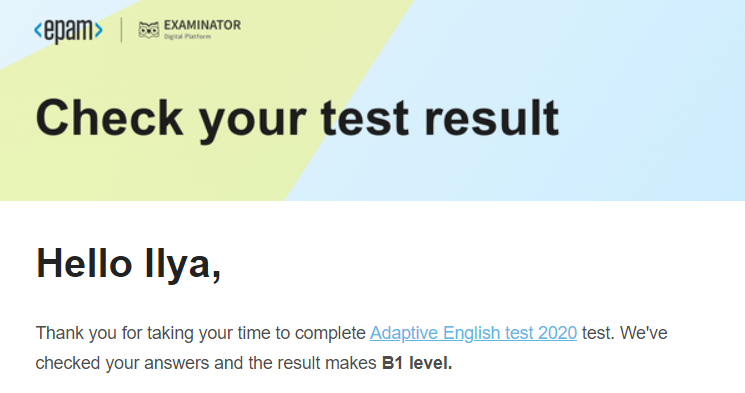 <epam> | EXAMINATOR
Digital Platform
Check your test result
Hello Ilya,
Thank you for taking your time to complete Adaptive English test 2020 test. We've
checked your answers and the result makes B1 level.